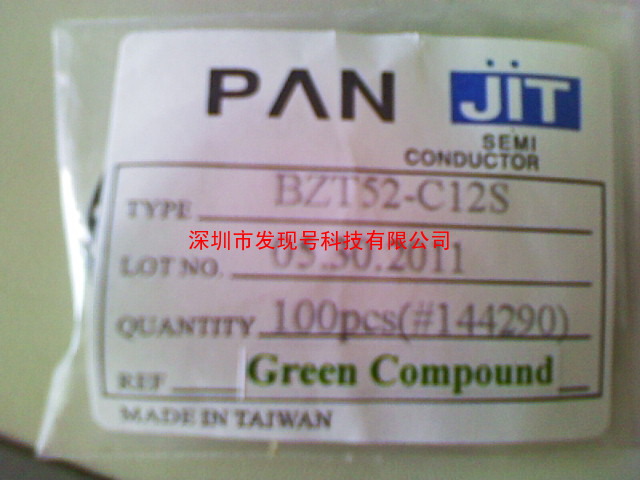 PAN JIT
SEMI
CONDUCTOR
TYPE BZT52-C12S
深圳市发现号科技有限公司
LOT NO. 05.30.2011
QUANTITY 100pcs(#144290)
REF Green Compound
MADE IN TAIWAN